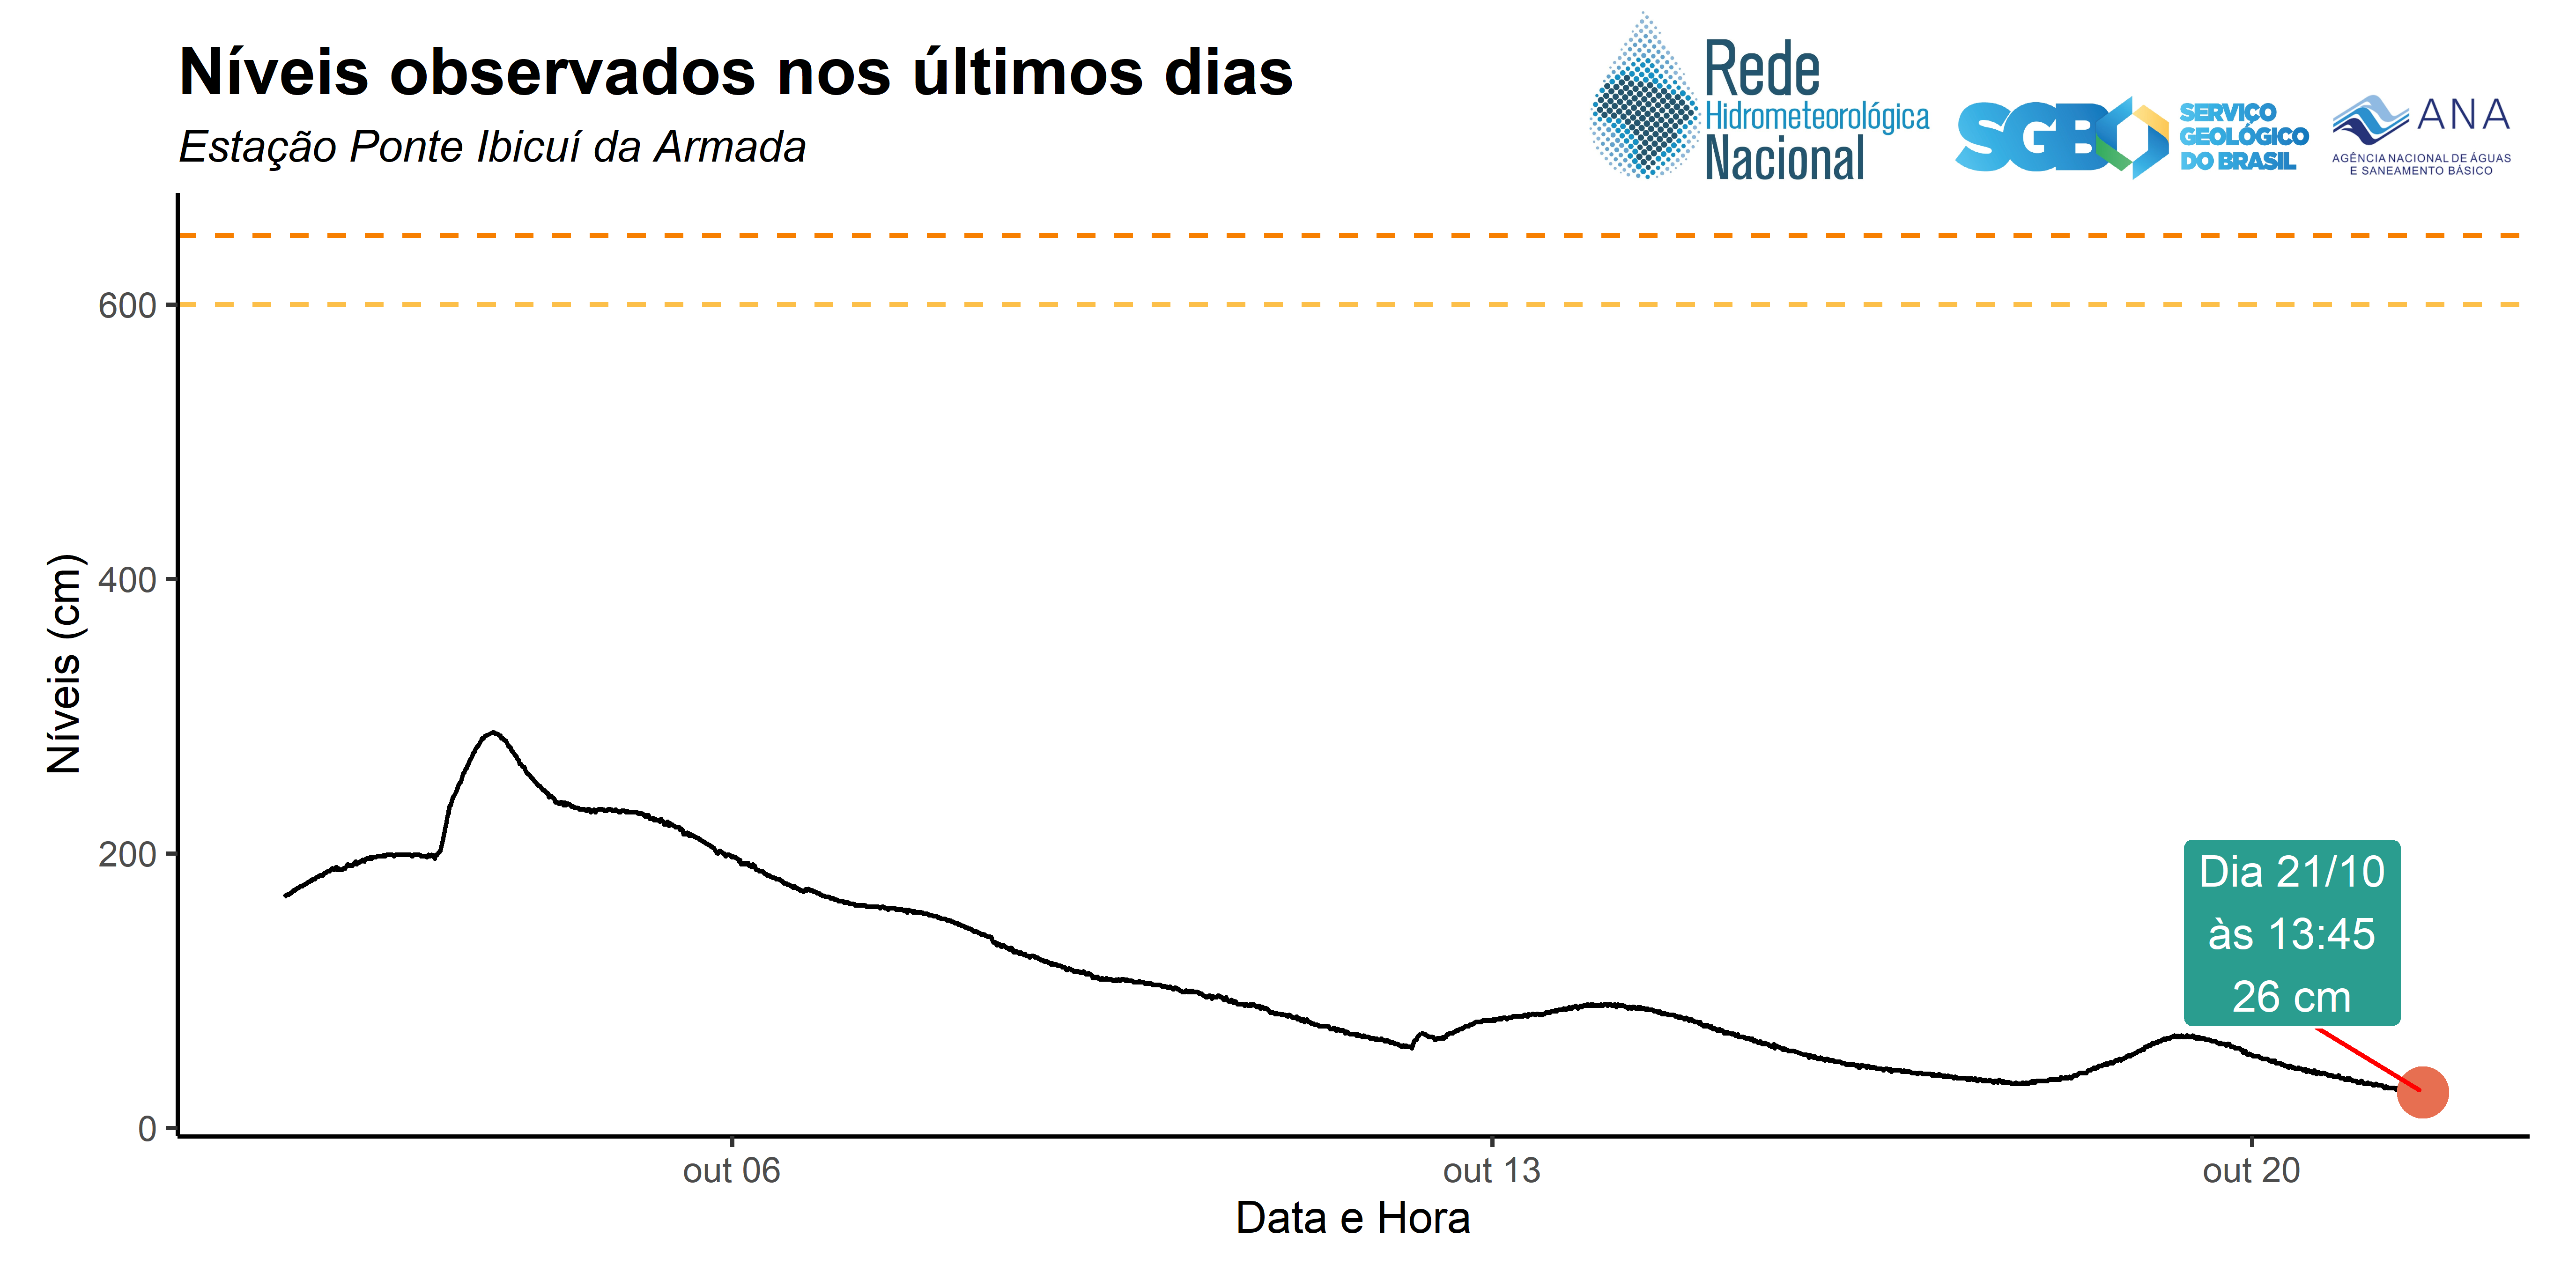 Níveis observados nos últimos dias
Estação Ponte Ibicuí da Armada
Rede
Hidrometeorológica
Nacional
SGB
SERVIÇO
GEOLÓGICO
DO BRASIL
ANA
AGÊNCIA NACIONAL DE ÁGUAS
E SANEAMENTO BÁSICO
Níveis (cm)
600
400
200
0
Dia 21/10
às 13:45
26 cm
out 06
out 13
out 20
Data e Hora